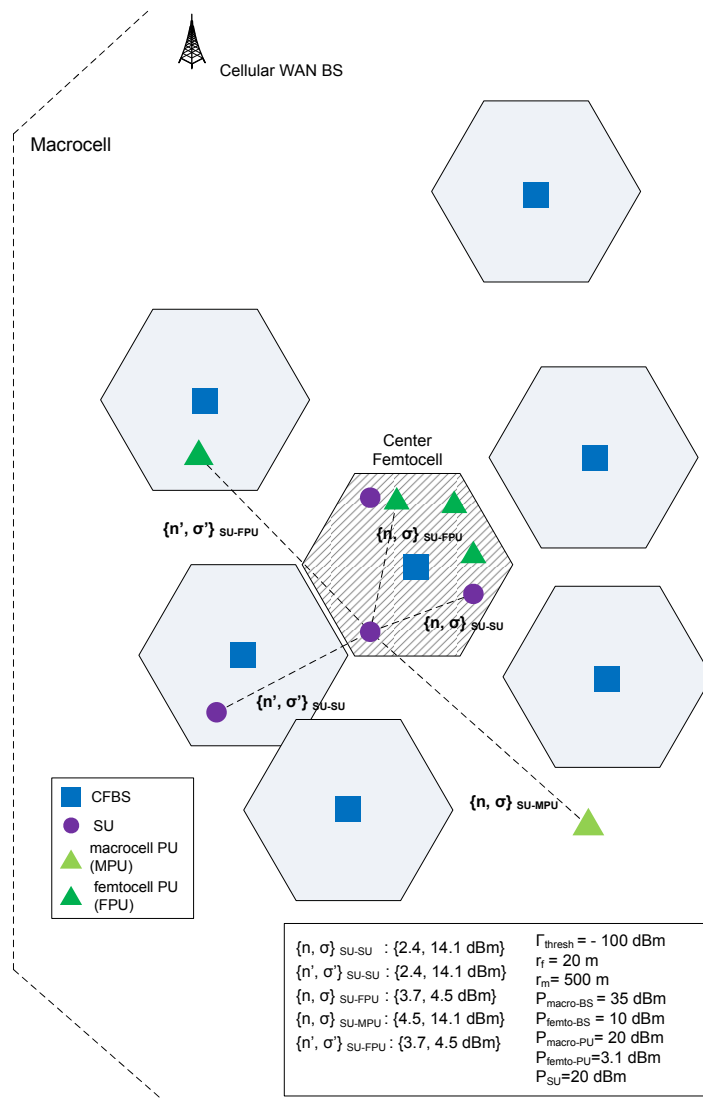 Cellular WAN BS
Macrocell
Center
Femtocell
{n', σ'} SU-FPU
{n, σ} SU-FPU
{n, σ} SU-SU
{n', σ'} SU-SU
{n, σ} SU-MPU
CFBS
SU
macrocell PU
(MPU)
femtocell PU
(FPU)
{n, σ} SU-SU : {2.4, 14.1 dBm}
{n', σ'} SU-SU : {2.4, 14.1 dBm}
{n, σ} SU-FPU : {3.7, 4.5 dBm}
{n, σ} SU-MPU : {4.5, 14.1 dBm}
{n', σ'} SU-FPU : {3.7, 4.5 dBm}
Γthresh = - 100 dBm
rf = 20 m
rm= 500 m
Pmacro-BS = 35 dBm
Pfemto-BS = 10 dBm
Pmacro-PU = 20 dBm
Pfemto-PU=3.1 dBm
PSU=20 dBm